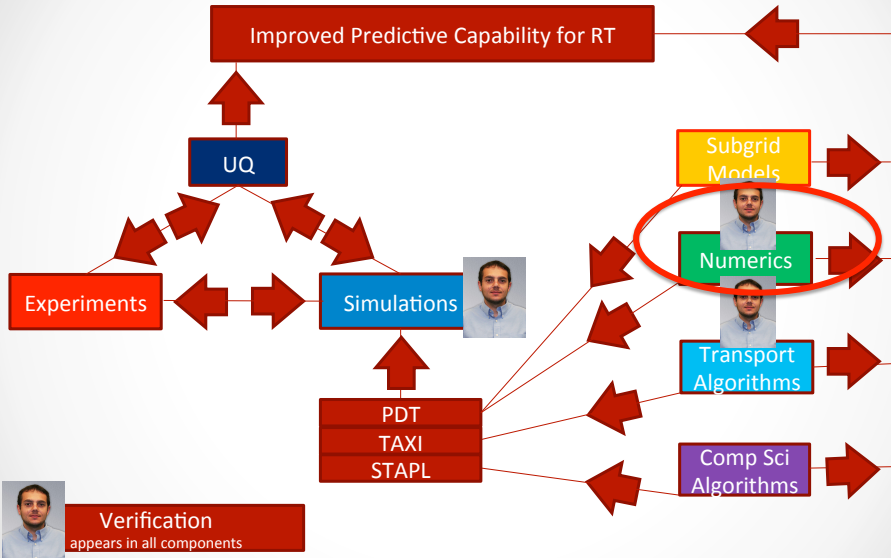 Improved Predictive Capability for RT
UQ
Experiments
Simulations
PDT
TAXI
STAPL
Subgrid
Models
Numerics
Transport
Algorithms
Comp Sci
Algorithms
Verification
appears in all components